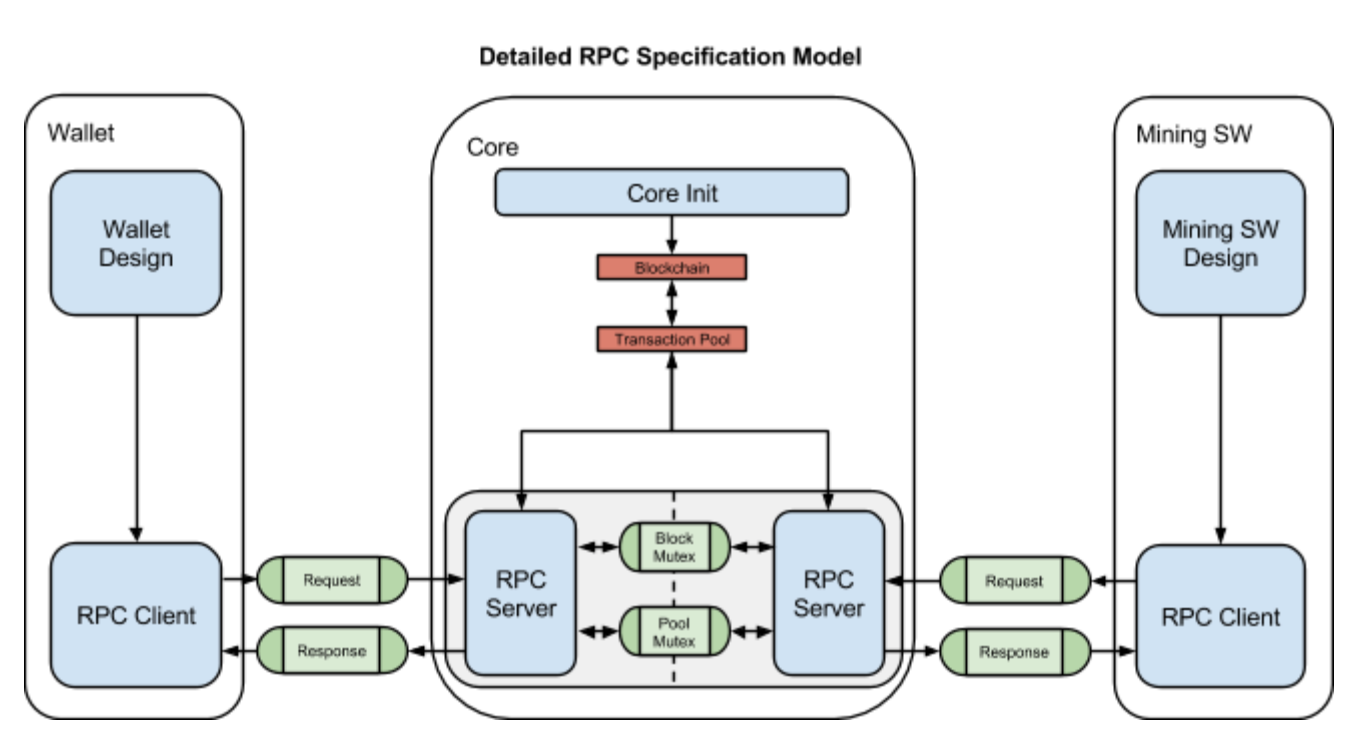 Detailed RPC Specification Model
Wallet
Wallet
Design
RPC Client
Request
Response
Core
Core Init
Blockchain
Transaction Pool
RPC
Server
Block
Mutex
Pool
Mutex
RPC
Server
Request
Response
Mining SW
Mining SW
Design
RPC Client